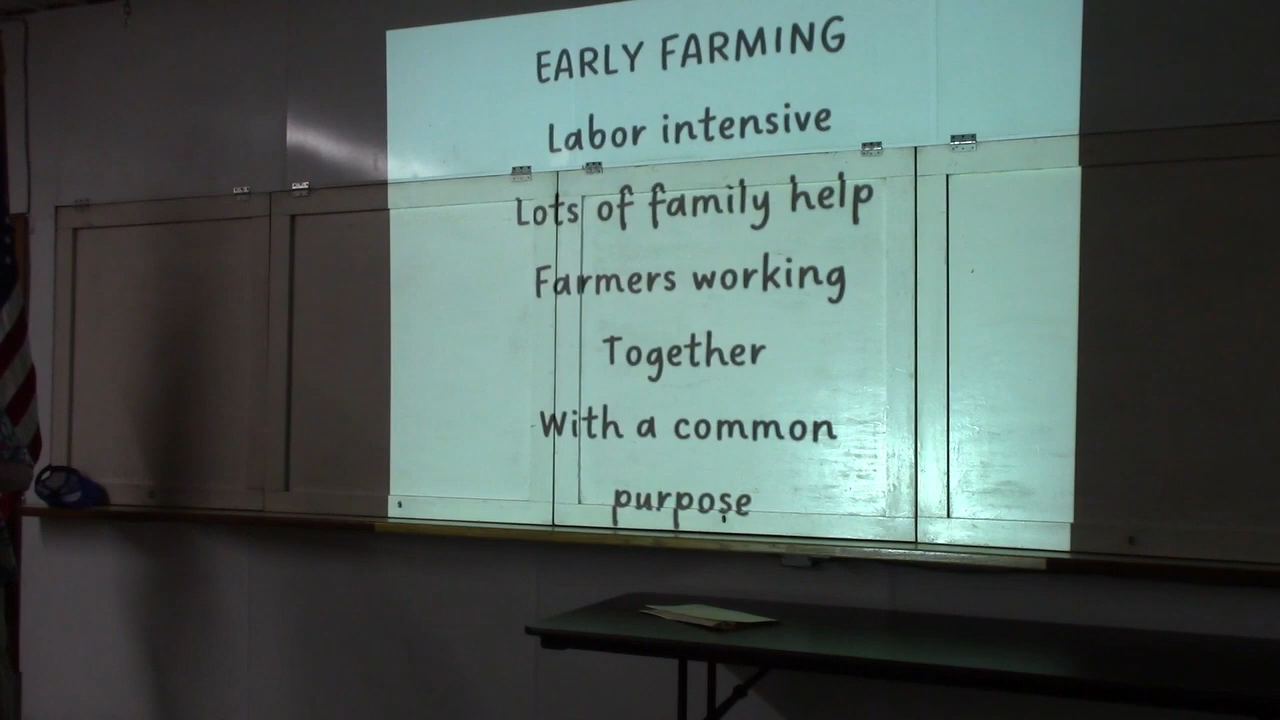 EARLY FARMING
Labor intensive
Lots of family help
Farmers working
Together
With a common
purpose